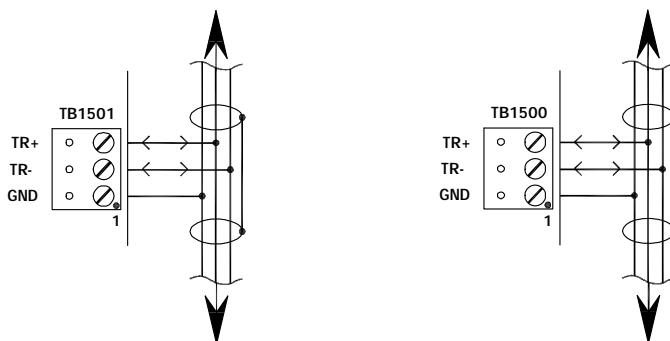 TB1501
TR+
TR-
GND
1
TB1500
TR+
TR-
GND
1